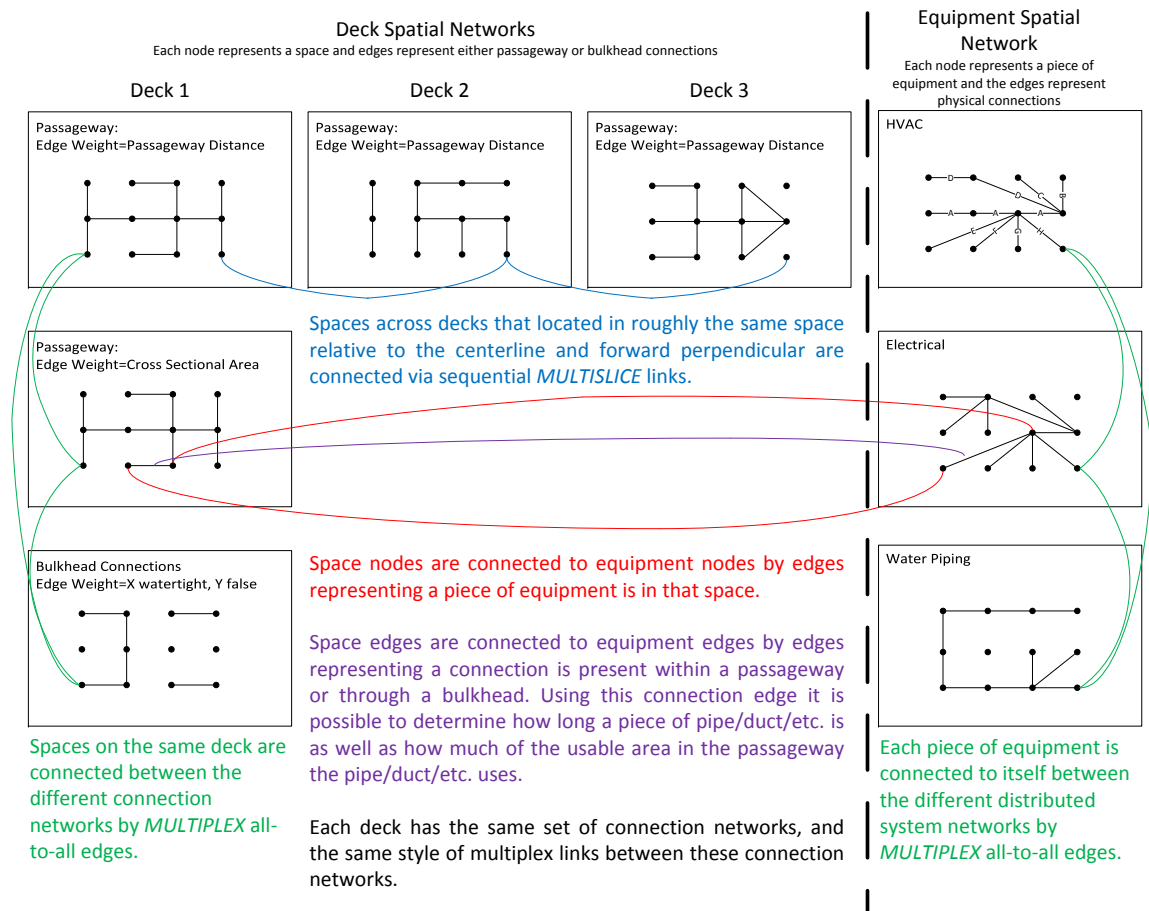 Deck Spatial Networks
Each node represents a space and edges represent either passageway or bulkhead connections
Equipment Spatial
Network
Each node represents a piece of
equipment and the edges represent
physical connections
Deck 1
Deck 2
Deck 3
Passageway:
Edge Weight=Passageway Distance
Passageway:
Edge Weight=Passageway Distance
Passageway:
Edge Weight=Passageway Distance
HVAC
D
D
C
B
A
A
A
E
F
G
H
Spaces across decks that located in roughly the same space
relative to the centerline and forward perpendicular are
connected via sequential MULTISLICE links.
Passageway:
Edge Weight=Cross Sectional Area
Electrical
Bulkhead Connections
Edge Weight=X watertight, Y false
Space nodes are connected to equipment nodes by edges
representing a piece of equipment is in that space.
Space edges are connected to equipment edges by edges
representing a connection is present within a passageway
or through a bulkhead. Using this connection edge it is
possible to determine how long a piece of pipe/duct/etc. is
as well as how much of the usable area in the passageway
the pipe/duct/etc. uses.
Each deck has the same set of connection networks, and
the same style of multiplex links between these connection
networks.
Water Piping
Spaces on the same deck are
connected between the
different connection
networks by MULTIPLEX all-
to-all edges.
Each piece of equipment is
connected to itself between
the different distributed
system networks by
MULTIPLEX all-to-all edges.